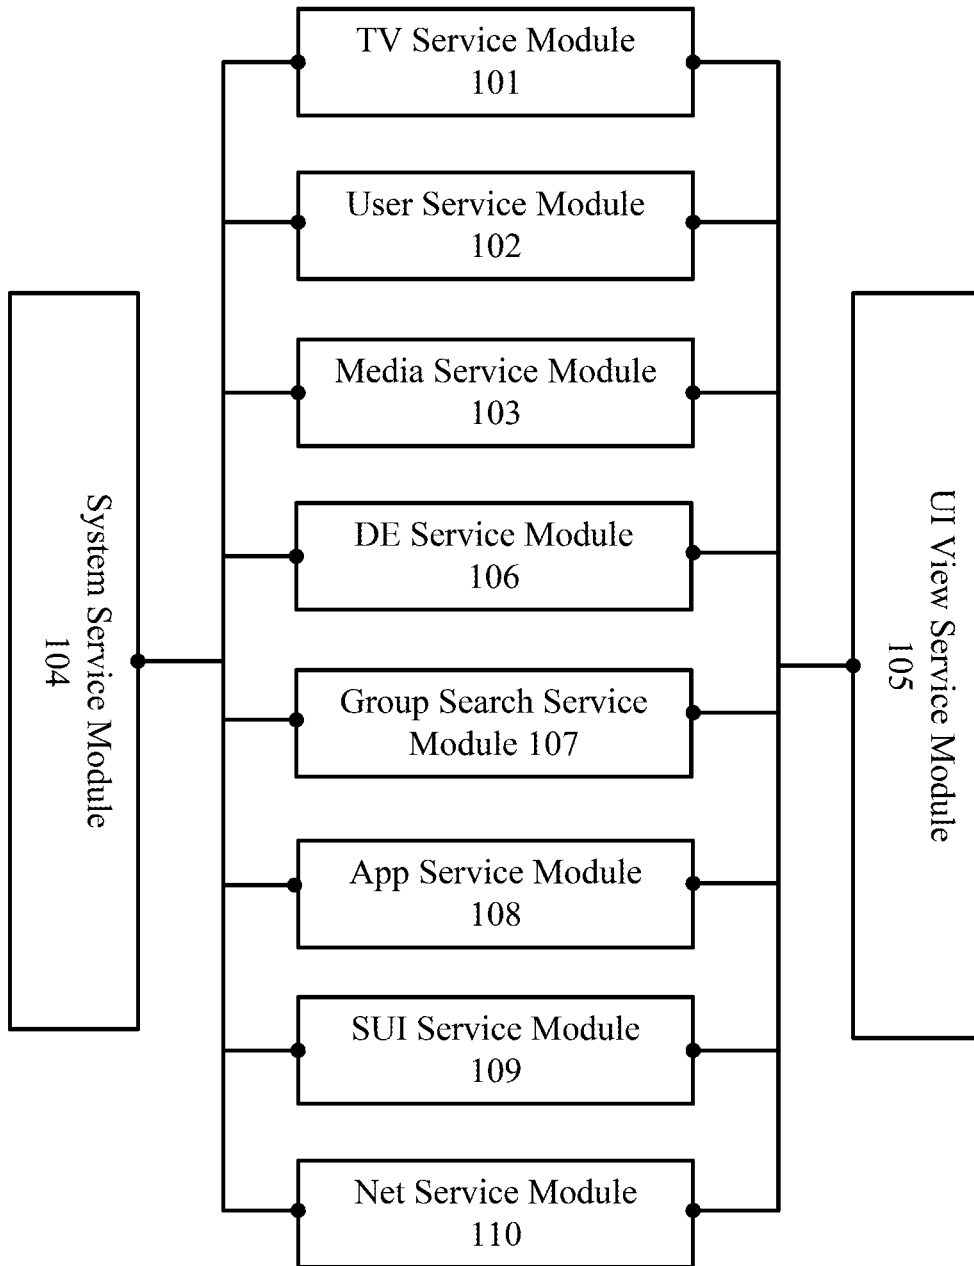 TV Service Module
101
User Service Module
102
Media Service Module
103
DE Service Module
106
Group Search Service
Module 107
App Service Module
108
SUI Service Module
109
Net Service Module
110
System Service Module
104
UI View Service Module
105